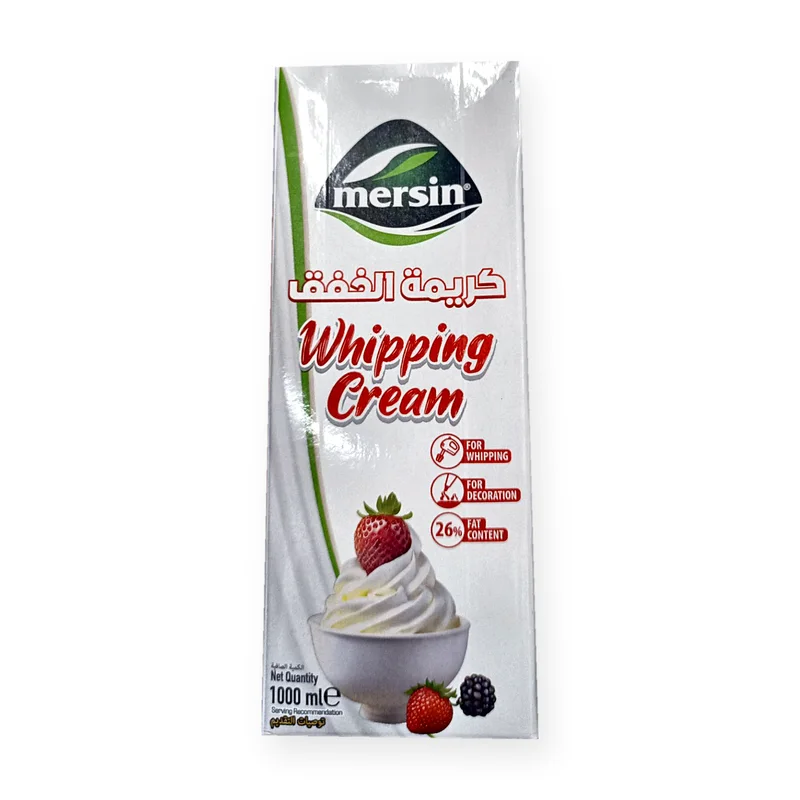 mersin®
كريمة الخفق
Whipping
Cream
FOR
WHIPPING
FOR
DECORATION
26%
FAT
CONTENT
الكمية الصافية
Net Quantity
1000 ml℮
Serving Recommendation
توصيات التقديم